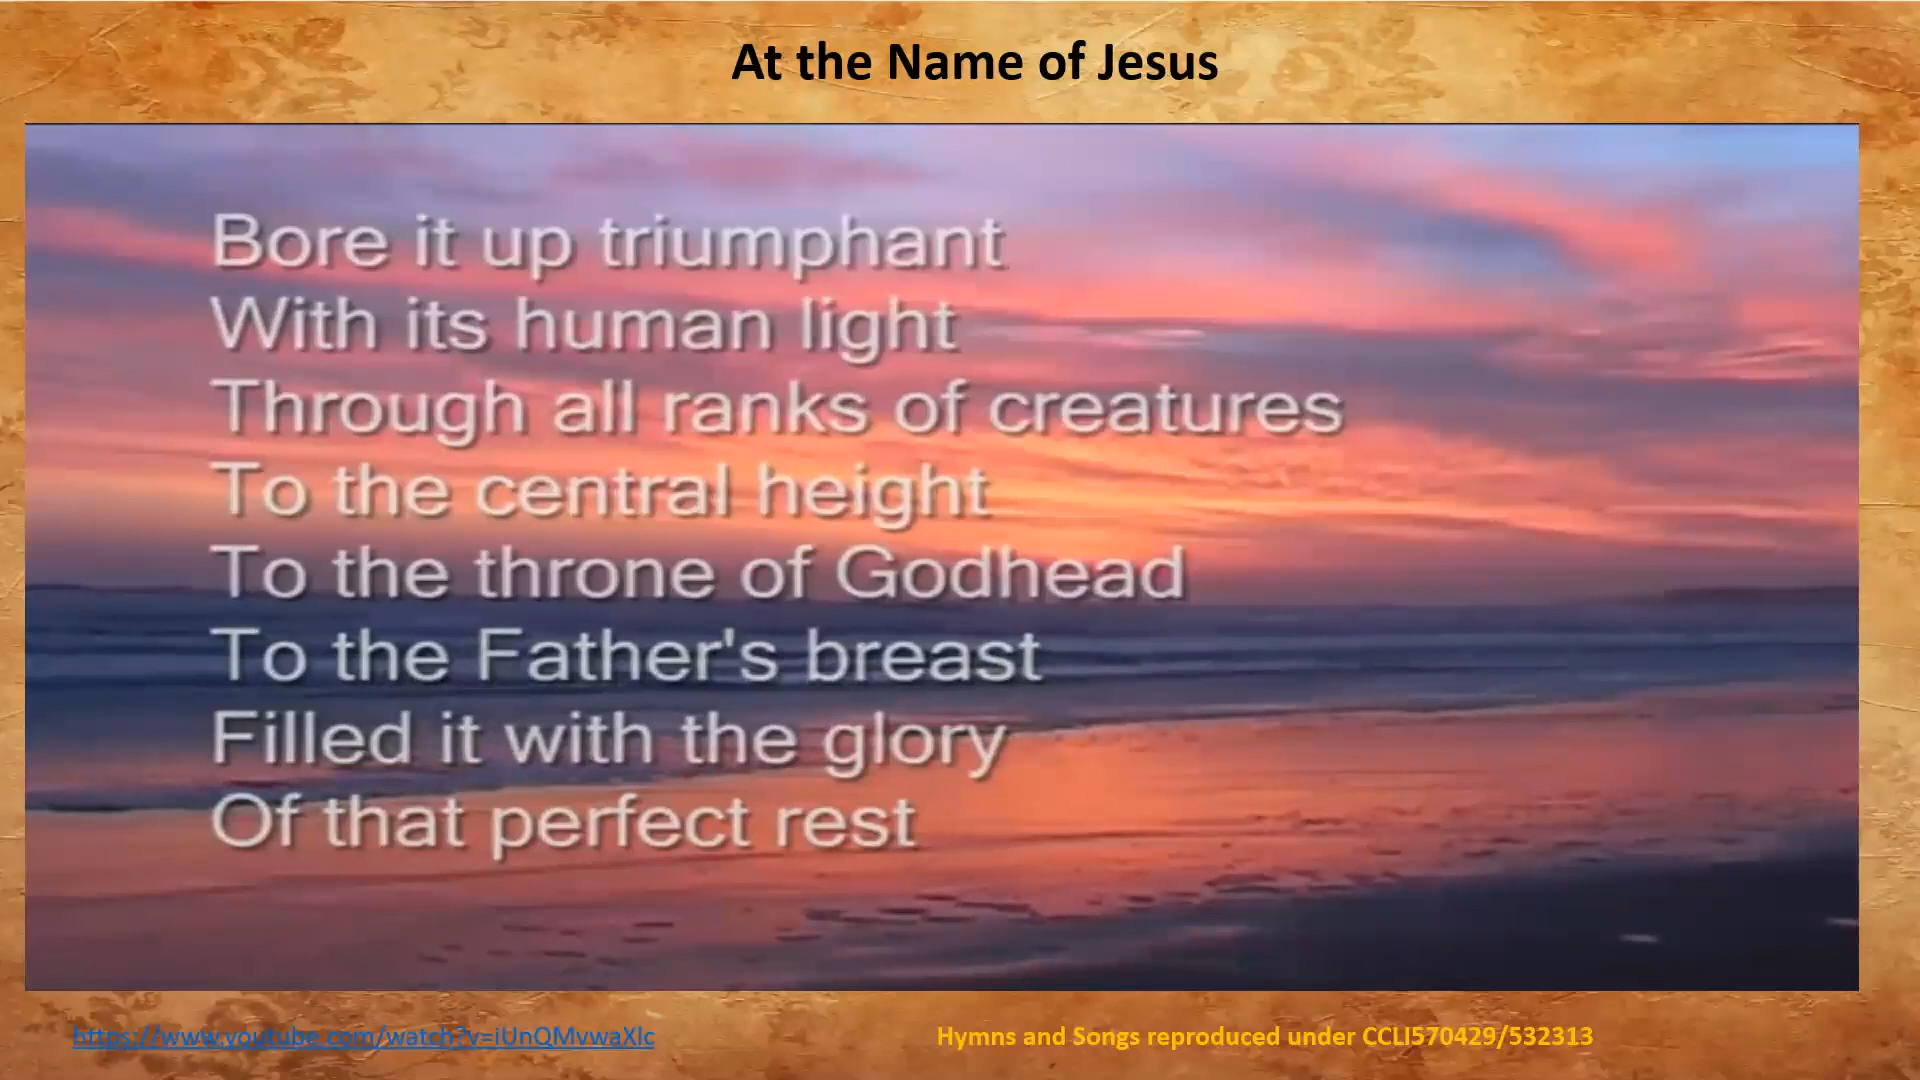 At the Name of Jesus
Bore it up triumphant
With its human light
Through all ranks of creatures
To the central height
To the throne of Godhead
To the Father's breast
Filled it with the glory
Of that perfect rest
https://www.youtube.com/watch?v=iUnQMvwaXlc
Hymns and Songs reproduced under CCLI570429/532313